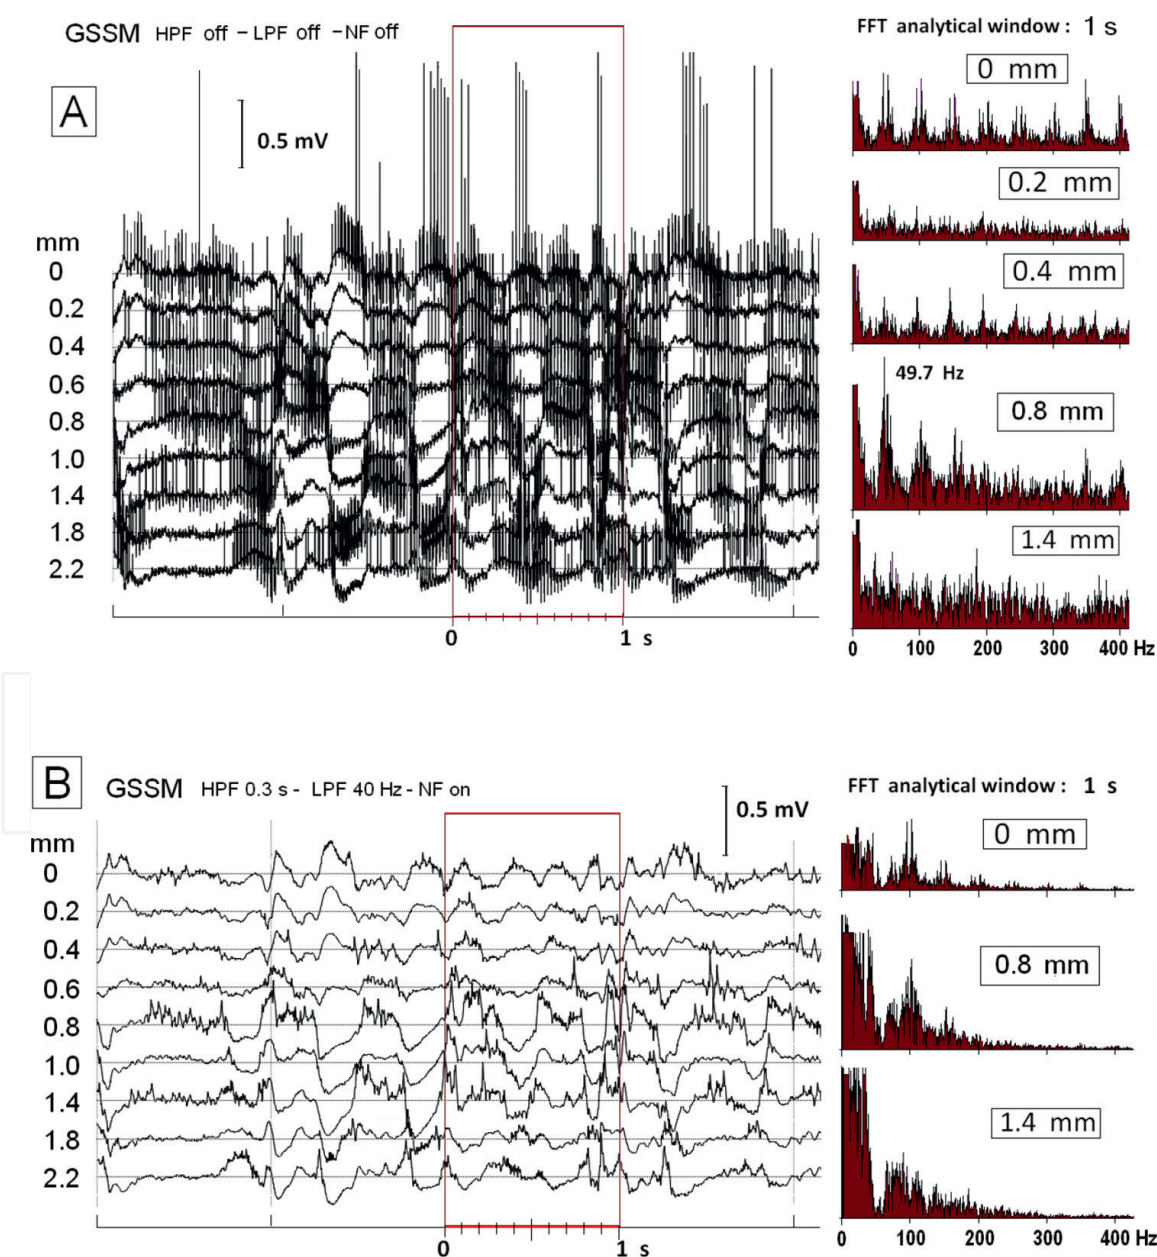 GSSM HPF off – LPF off –NF off
A
0.5 mV
mm
0
0.2
0.4
0.6
0.8
1.0
1.4
1.8
2.2
0 1 s
FFT analytical window : 1 s
0 mm
0.2 mm
0.4 mm
49.7 Hz
0.8 mm
1.4 mm
0 100 200 300 400 Hz
B
GSSM HPF 0.3 s - LPF 40 Hz - NF on
0.5 mV
mm
0
0.2
0.4
0.6
0.8
1.0
1.4
1.8
2.2
0 1 s
FFT analytical window : 1 s
0 mm
0.8 mm
1.4 mm
0 100 200 300 400 Hz